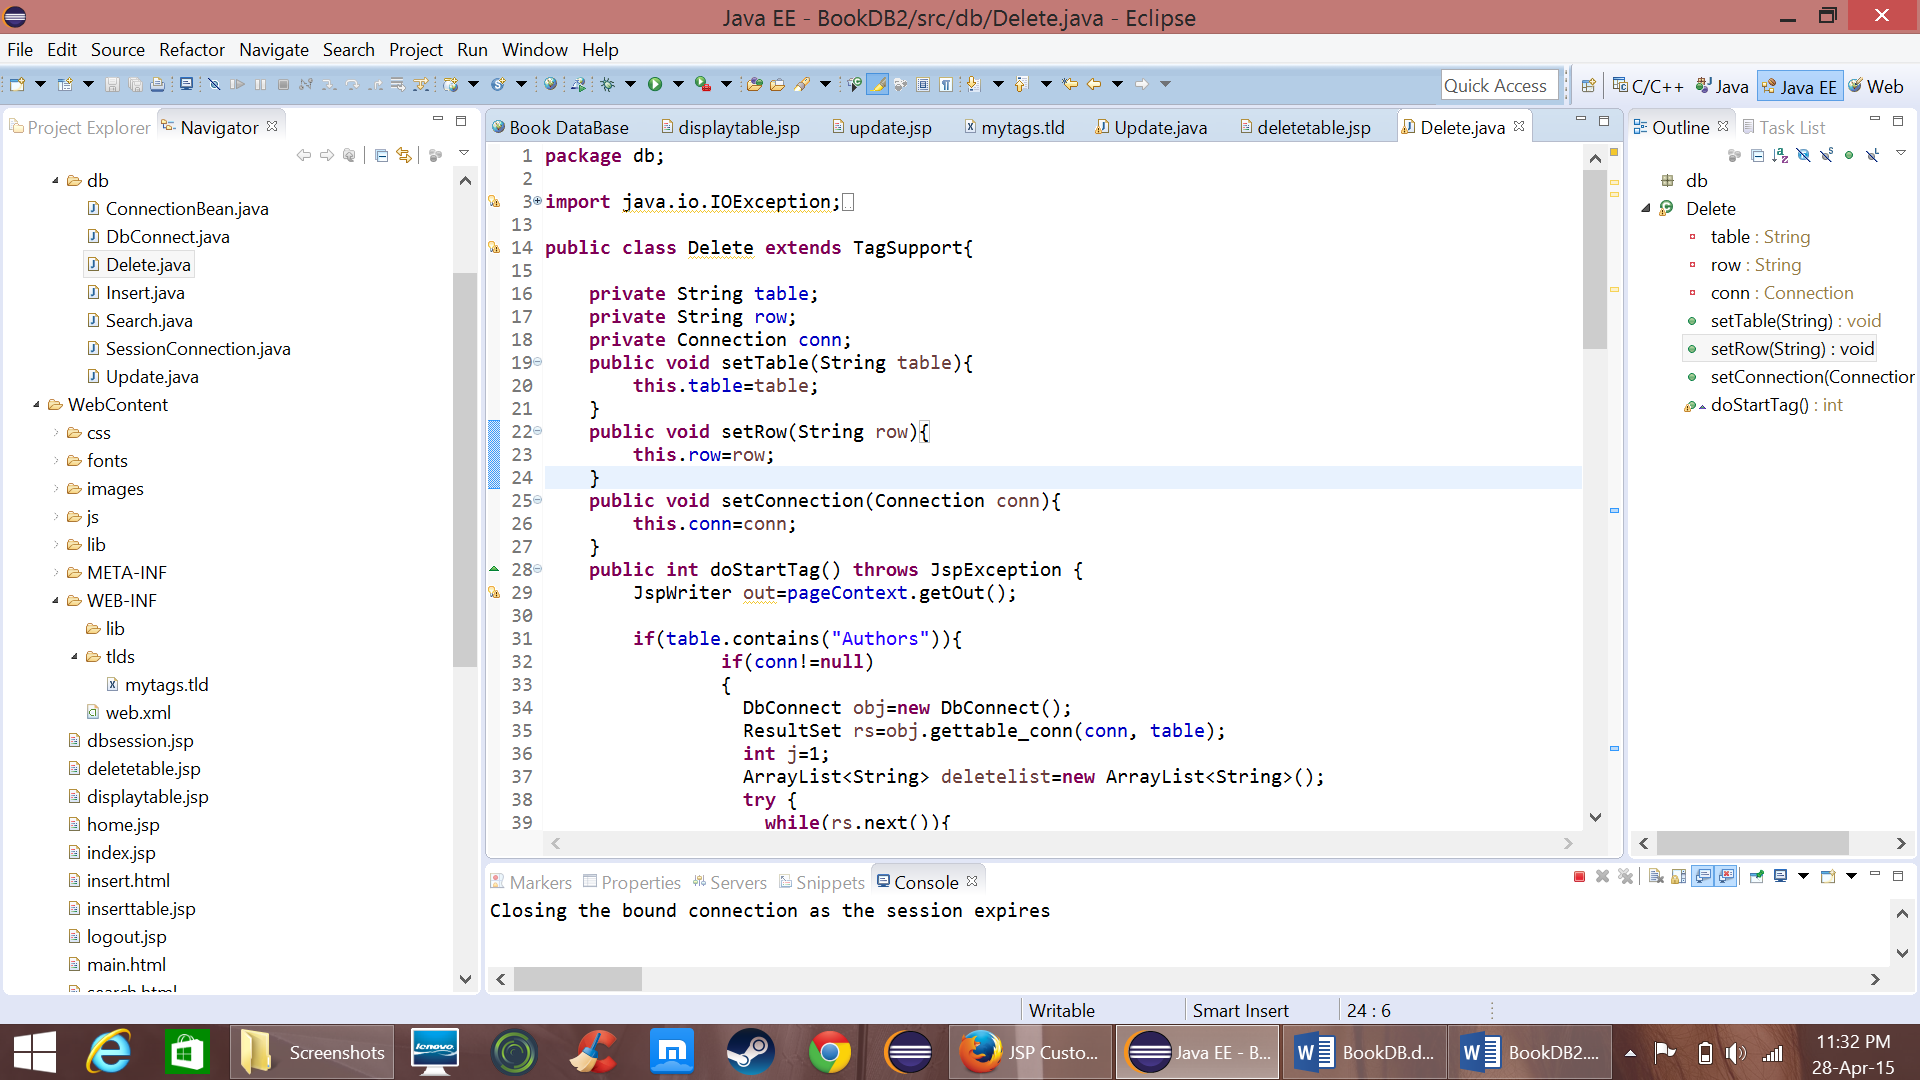 Java EE - BookDB2/src/db/Delete.java - Eclipse
File Edit Source Refactor Navigate Search Project Run Window Help
Quick Access
C/C++ Java Java EE Web
Project Explorer Navigator
db
ConnectionBean.java
DbConnect.java
Delete.java
Insert.java
Search.java
SessionConnection.java
Update.java
WebContent
css
fonts
images
js
lib
META-INF
WEB-INF
lib
tlds
mytags.tld
web.xml
dbsession.jsp
deletetable.jsp
displaytable.jsp
home.jsp
index.jsp
insert.html
inserttable.jsp
logout.jsp
main.html
search.html
Book DataBase displaytable.jsp update.jsp mytags.tld Update.java deletetable.jsp Delete.java
1 package db;
2
3 import java.io.IOException;
13
14 public class Delete extends TagSupport{
15
16 private String table;
17 private String row;
18 private Connection conn;
19 public void setTable(String table){
20 this.table=table;
21 }
22 public void setRow(String row){
23 this.row=row;
24 }
25 public void setConnection(Connection conn){
26 this.conn=conn;
27 }
28 public int doStartTag() throws JspException {
29 JspWriter out=pageContext.getOut();
30
31 if(table.contains("Authors")){
32 if(conn!=null)
33 {
34 DbConnect obj=new DbConnect();
35 ResultSet rs=obj.gettable_conn(conn, table);
36 int j=1;
37 ArrayList<String> deletelist=new ArrayList<String>();
38 try {
39 while(rs.next()){
Outline Task List
db
Delete
table : String
row : String
conn : Connection
setTable(String) : void
setRow(String) : void
setConnection(Connection
doStartTag() : int
Markers Properties Servers Snippets Console
Closing the bound connection as the session expires
Writable Smart Insert 24 : 6
Screenshots lenovo JSP Custo... Java EE - B... BookDB.d... BookDB2....
11:32 PM
28-Apr-15